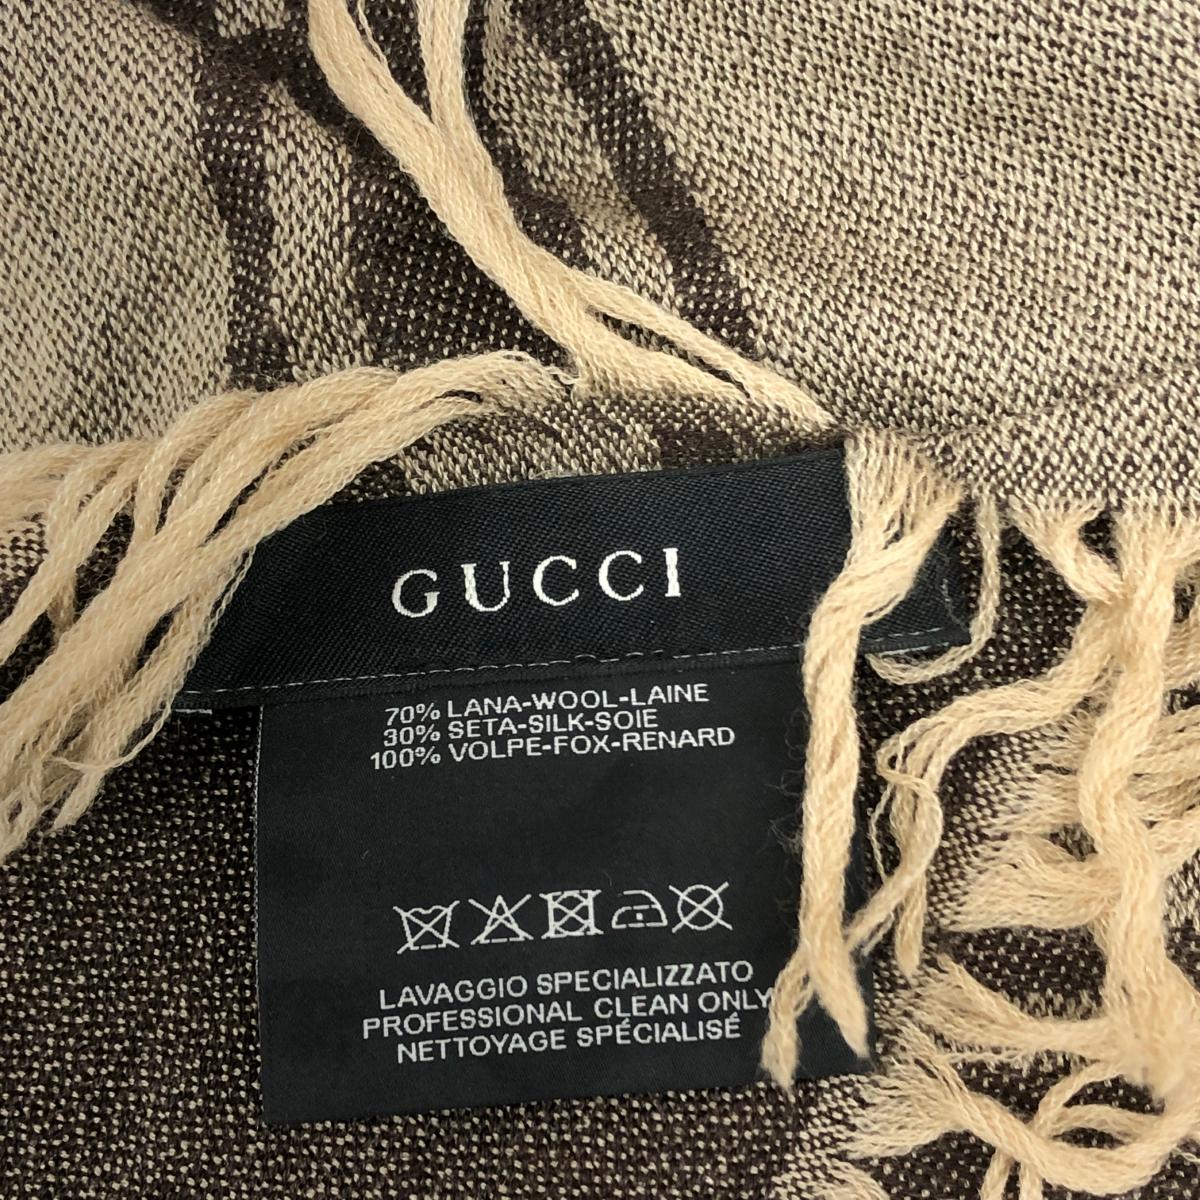 GUCCI
70% LANA-WOOL-LAINE
30% SETA-SILK-SOIE
100% VOLPE-FOX-RENARD
LAVAGGIO SPECIALIZZATO
PROFESSIONAL CLEAN ONLY
NETTOYAGE SPÉCIALISÉ